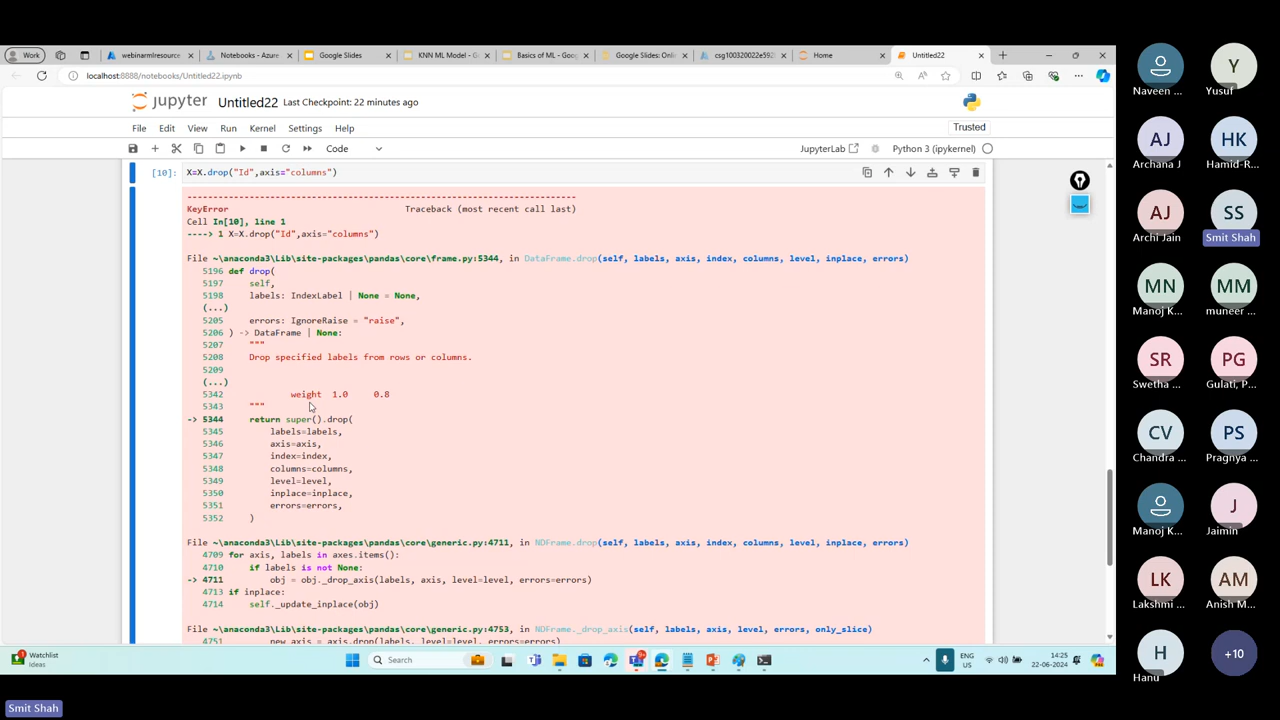 Work
webinarmlresource
Notebooks - Azure
Google Slides
KNN ML Model - G
Basics of ML - Goo
Google Slides: Onl
csg100320022e592
Home
Untitled22
localhost:8888/notebooks/Untitled22.ipynb
jupyter Untitled22 Last Checkpoint: 22 minutes ago
File Edit View Run Kernel Settings Help
Trusted
Code
JupyterLab
Python 3 (ipykernel)
[10]: X=X.drop("Id",axis="columns")
---------------------------------------------------------------------------
KeyError Traceback (most recent call last)
Cell In[10], line 1
----> 1 X=X.drop("Id",axis="columns")
File ~\anaconda3\Lib\site-packages\pandas\core\frame.py:5344, in DataFrame.drop(self, labels, axis, index, columns, level, inplace, errors)
5196 def drop(
5197 self,
5198 labels: IndexLabel | None = None,
(...)
5205 errors: IgnoreRaise = "raise",
5206 ) -> DataFrame | None:
5207 """
5208 Drop specified labels from rows or columns.
5209
(...)
5342 weight 1.0 0.8
5343 """
-> 5344 return super().drop(
5345 labels=labels,
5346 axis=axis,
5347 index=index,
5348 columns=columns,
5349 level=level,
5350 inplace=inplace,
5351 errors=errors,
5352 )
File ~\anaconda3\Lib\site-packages\pandas\core\generic.py:4711, in NDFrame.drop(self, labels, axis, index, columns, level, inplace, errors)
4709 for axis, labels in axes.items():
4710 if labels is not None:
-> 4711 obj = obj._drop_axis(labels, axis, level=level, errors=errors)
4713 if inplace:
4714 self._update_inplace(obj)
File ~\anaconda3\Lib\site-packages\pandas\core\generic.py:4753, in NDFrame._drop_axis(self, labels, axis, level, errors, only_slice)
4751 new_axis = axis.drop(labels, level=level, errors=errors)
Watchlist
Ideas
Search
ENG
US
14:25
22-06-2024
Naveen ...
Y
Yusuf
AJ
Archana J
HK
Hamid-R...
AJ
Archi Jain
SS
Smit Shah
MN
Manoj K...
MM
muneer ...
SR
Swetha ...
PG
Gulati, P...
CV
Chandra ...
PS
Pragnya ...
Manoj K...
J
Jaimin
LK
Lakshmi ...
AM
Anish M...
H
Hanu
+10
Smit Shah